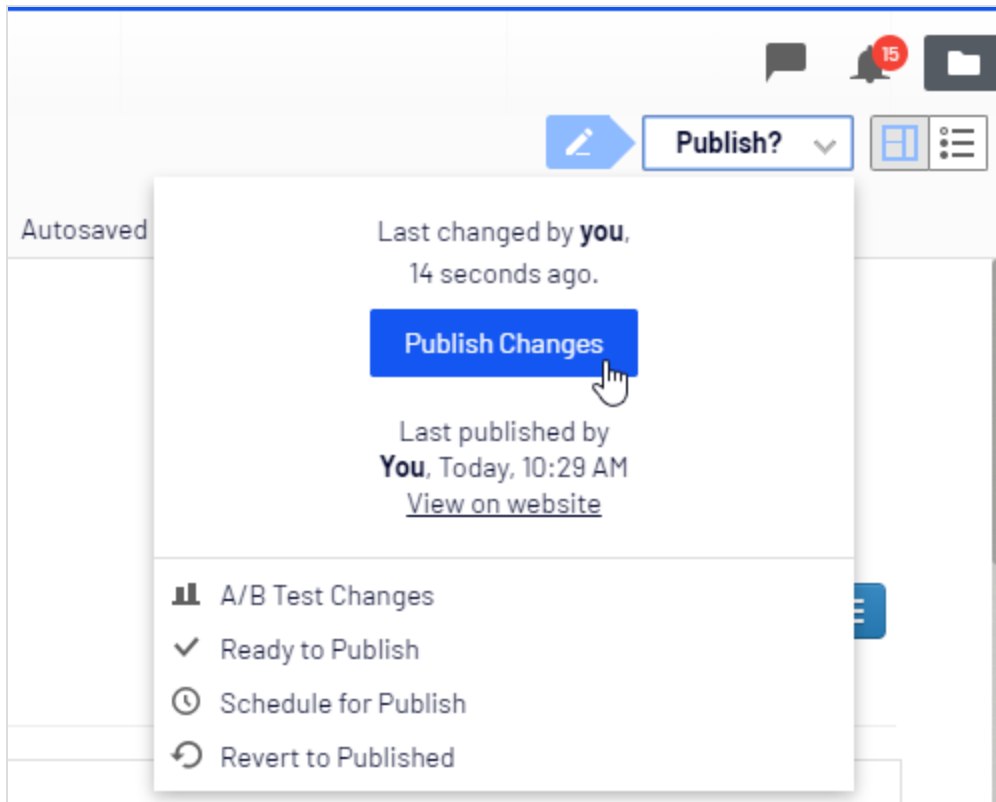 15
Publish?
Autosaved
Last changed by you,
14 seconds ago.
Publish Changes
Last published by
You, Today, 10:29 AM
View on website
A/B Test Changes
Ready to Publish
Schedule for Publish
Revert to Published